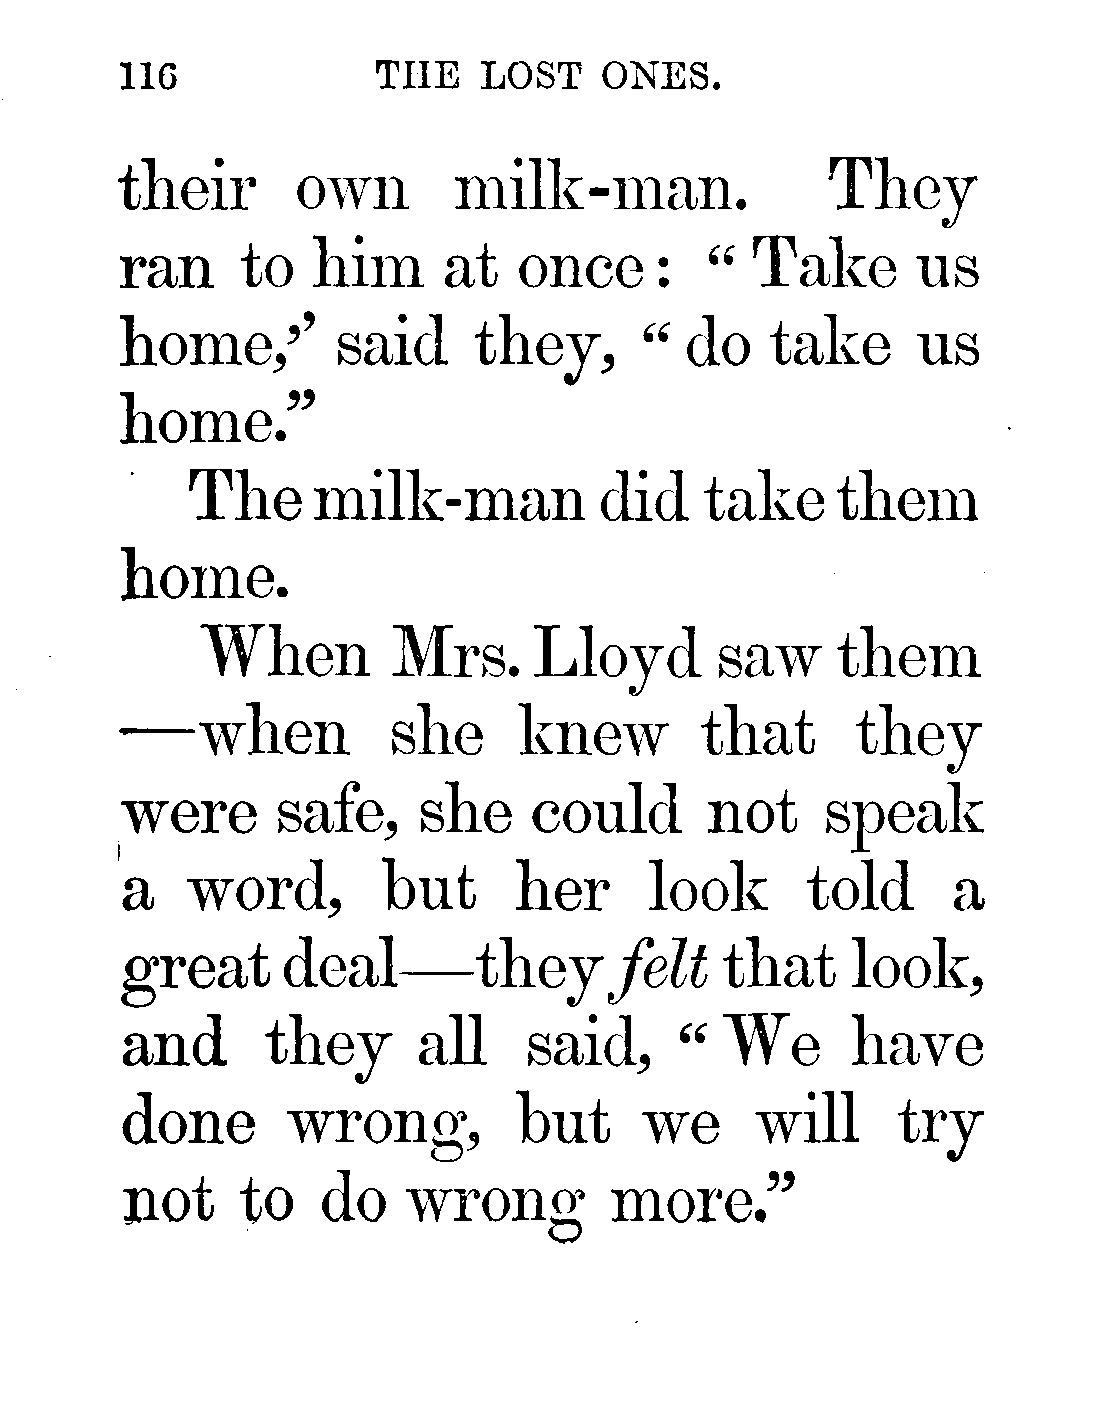 116 THE LOST ONES.
their own milk-man. They
ran to him at once: “Take us
home,” said they, “do take us
home.”
The milk-man did take them
home.
When Mrs. Lloyd saw them
—when she knew that they
were safe, she could not speak
a word, but her look told a
great deal—they felt that look,
and they all said, “We have
done wrong, but we will try
not to do wrong more.”